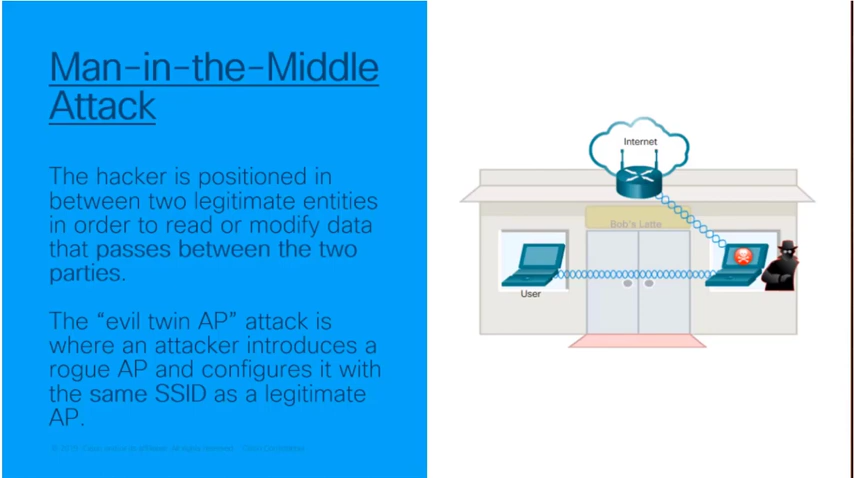 Man-in-the-Middle
Attack
The hacker is positioned in
between two legitimate entities
in order to read or modify data
that passes between the two
parties.
The “evil twin AP” attack is
where an attacker introduces a
rogue AP and configures it with
the same SSID as a legitimate
AP.
Internet
Bob's Latte
User